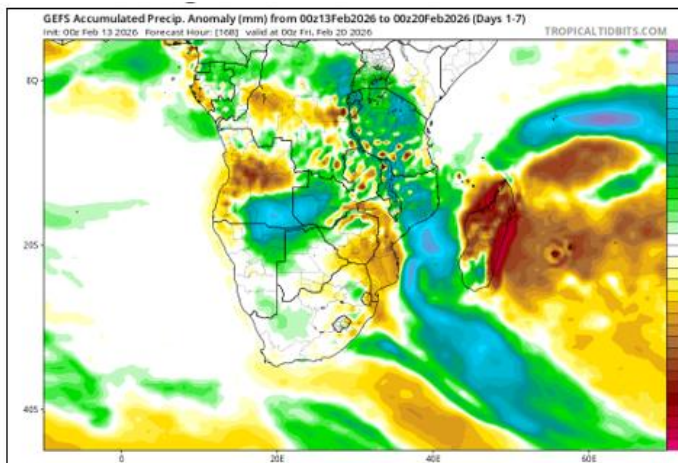 GEFS Accumulated Precip. Anomaly (mm) from 00z13Feb2026 to 00z20Feb2026 (Days 1-7)
Init: 00z Feb 13 2026 Forecast Hour: [168] valid at 00z Fri, Feb 20 2026 TROPICALTIDBITS.COM
EQ
20S
40S
0 20E 40E 60E